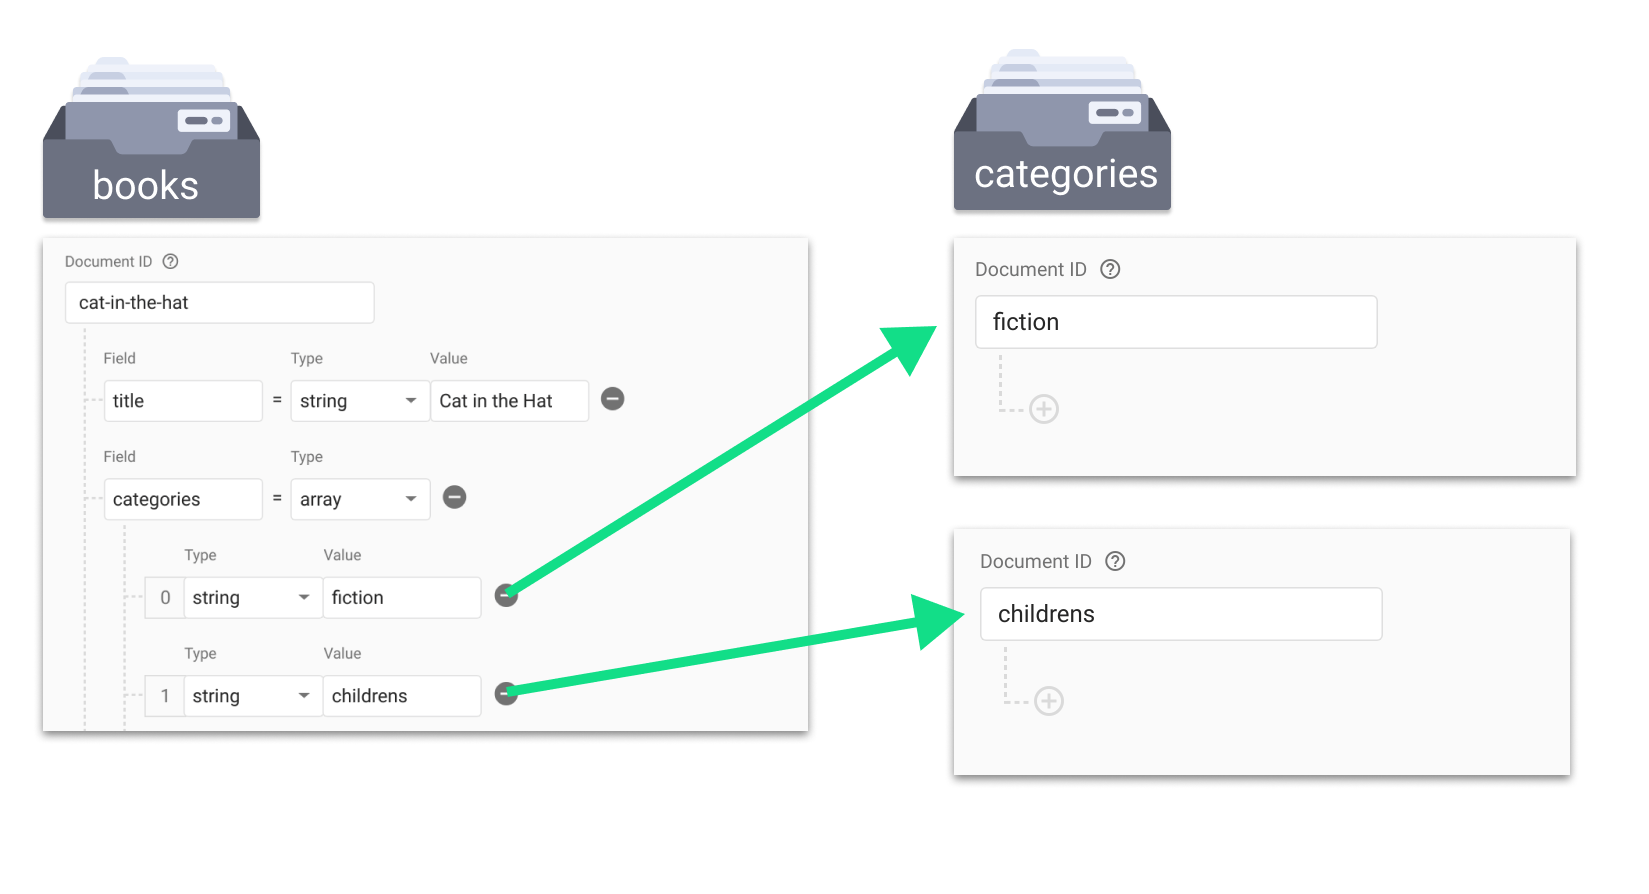 books
Document ID ?
cat-in-the-hat
Field Type Value
title = string Cat in the Hat
Field Type
categories = array
Type Value
0 string fiction
Type Value
1 string childrens
categories
Document ID ?
fiction
Document ID ?
childrens